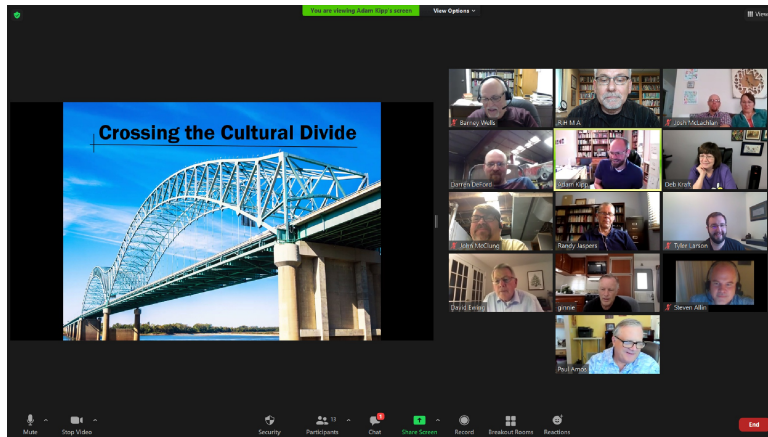 You are viewing Adam Kipp's screen
View Options
View
Crossing the Cultural Divide
Barney Wells
R H M A
Josh McLachlan
Darren DeFord
Adam Kipp
Deb Kraft
John McClung
Randy Jaspers
Tyler Lamon
David Ewing
ginnie
Steven Allin
Paul Amos
Mute
Stop Video
Security
Participants
13
Chat
1
Share Screen
Record
Breakout Rooms
Reactions
End